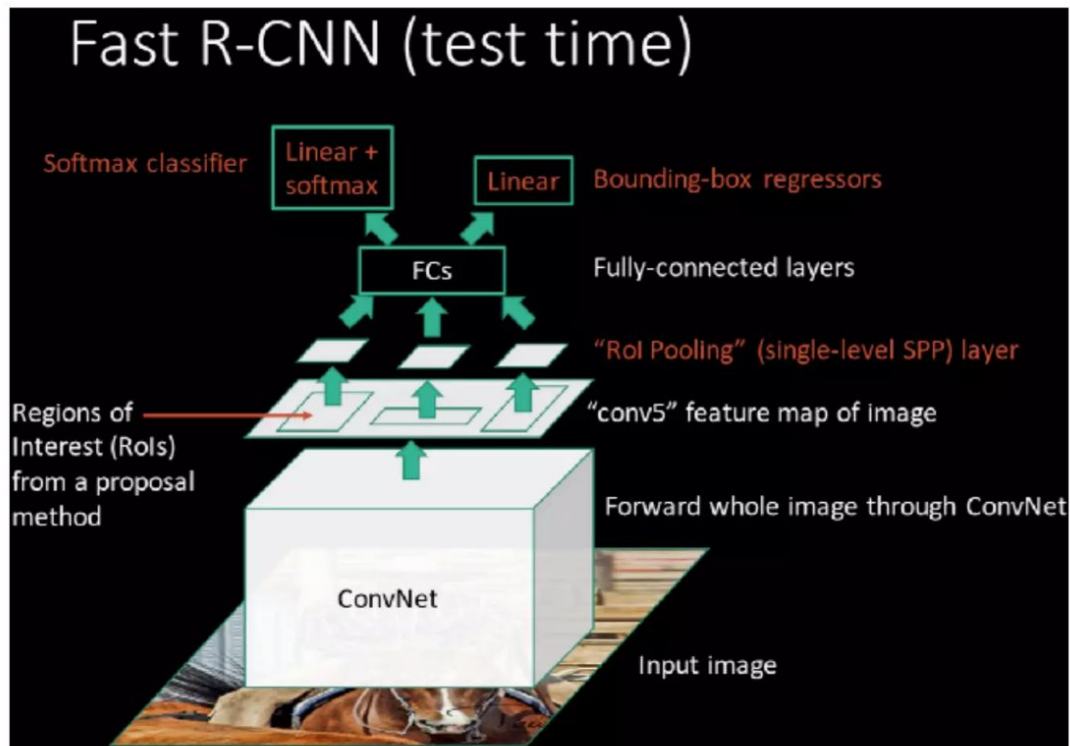 Fast R-CNN (test time)
Softmax classifier
Linear +
softmax
Linear
Bounding-box regressors
FCs
Fully-connected layers
“RoI Pooling” (single-level SPP) layer
Regions of
Interest (RoIs)
from a proposal
method
“conv5” feature map of image
Forward whole image through ConvNet
ConvNet
Input image